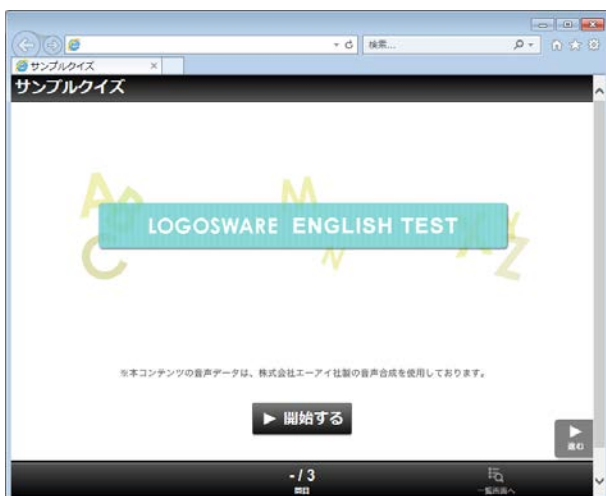 検索...
サンプルクイズ
サンプルクイズ
A B C
M
N
X Y Z
LOGOSWARE ENGLISH TEST
※本コンテンツの音声データは、株式会社エーアイ社製の音声合成を使用しております。
▶ 開始する
進む
- / 3
問目
一覧画面へ